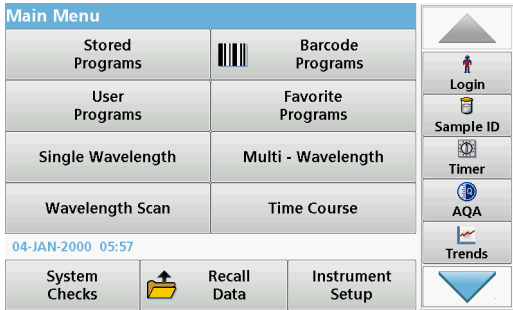 Main Menu
Stored
Programs
Barcode
Programs
User
Programs
Favorite
Programs
Single Wavelength
Multi - Wavelength
Wavelength Scan
Time Course
04-JAN-2000 05:57
System
Checks
Recall
Data
Instrument
Setup
Login
Sample ID
Timer
AQA
Trends